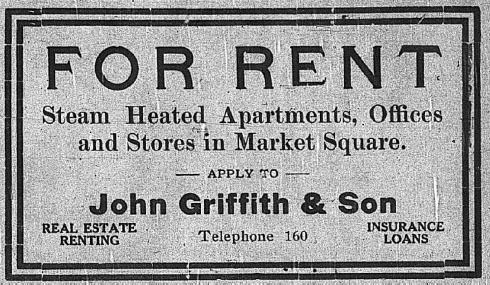 FOR RENT
Steam Heated Apartments, Offices
and Stores in Market Square.
APPLY TO
John Griffith & Son
REAL ESTATE
RENTING
Telephone 160
INSURANCE
LOANS